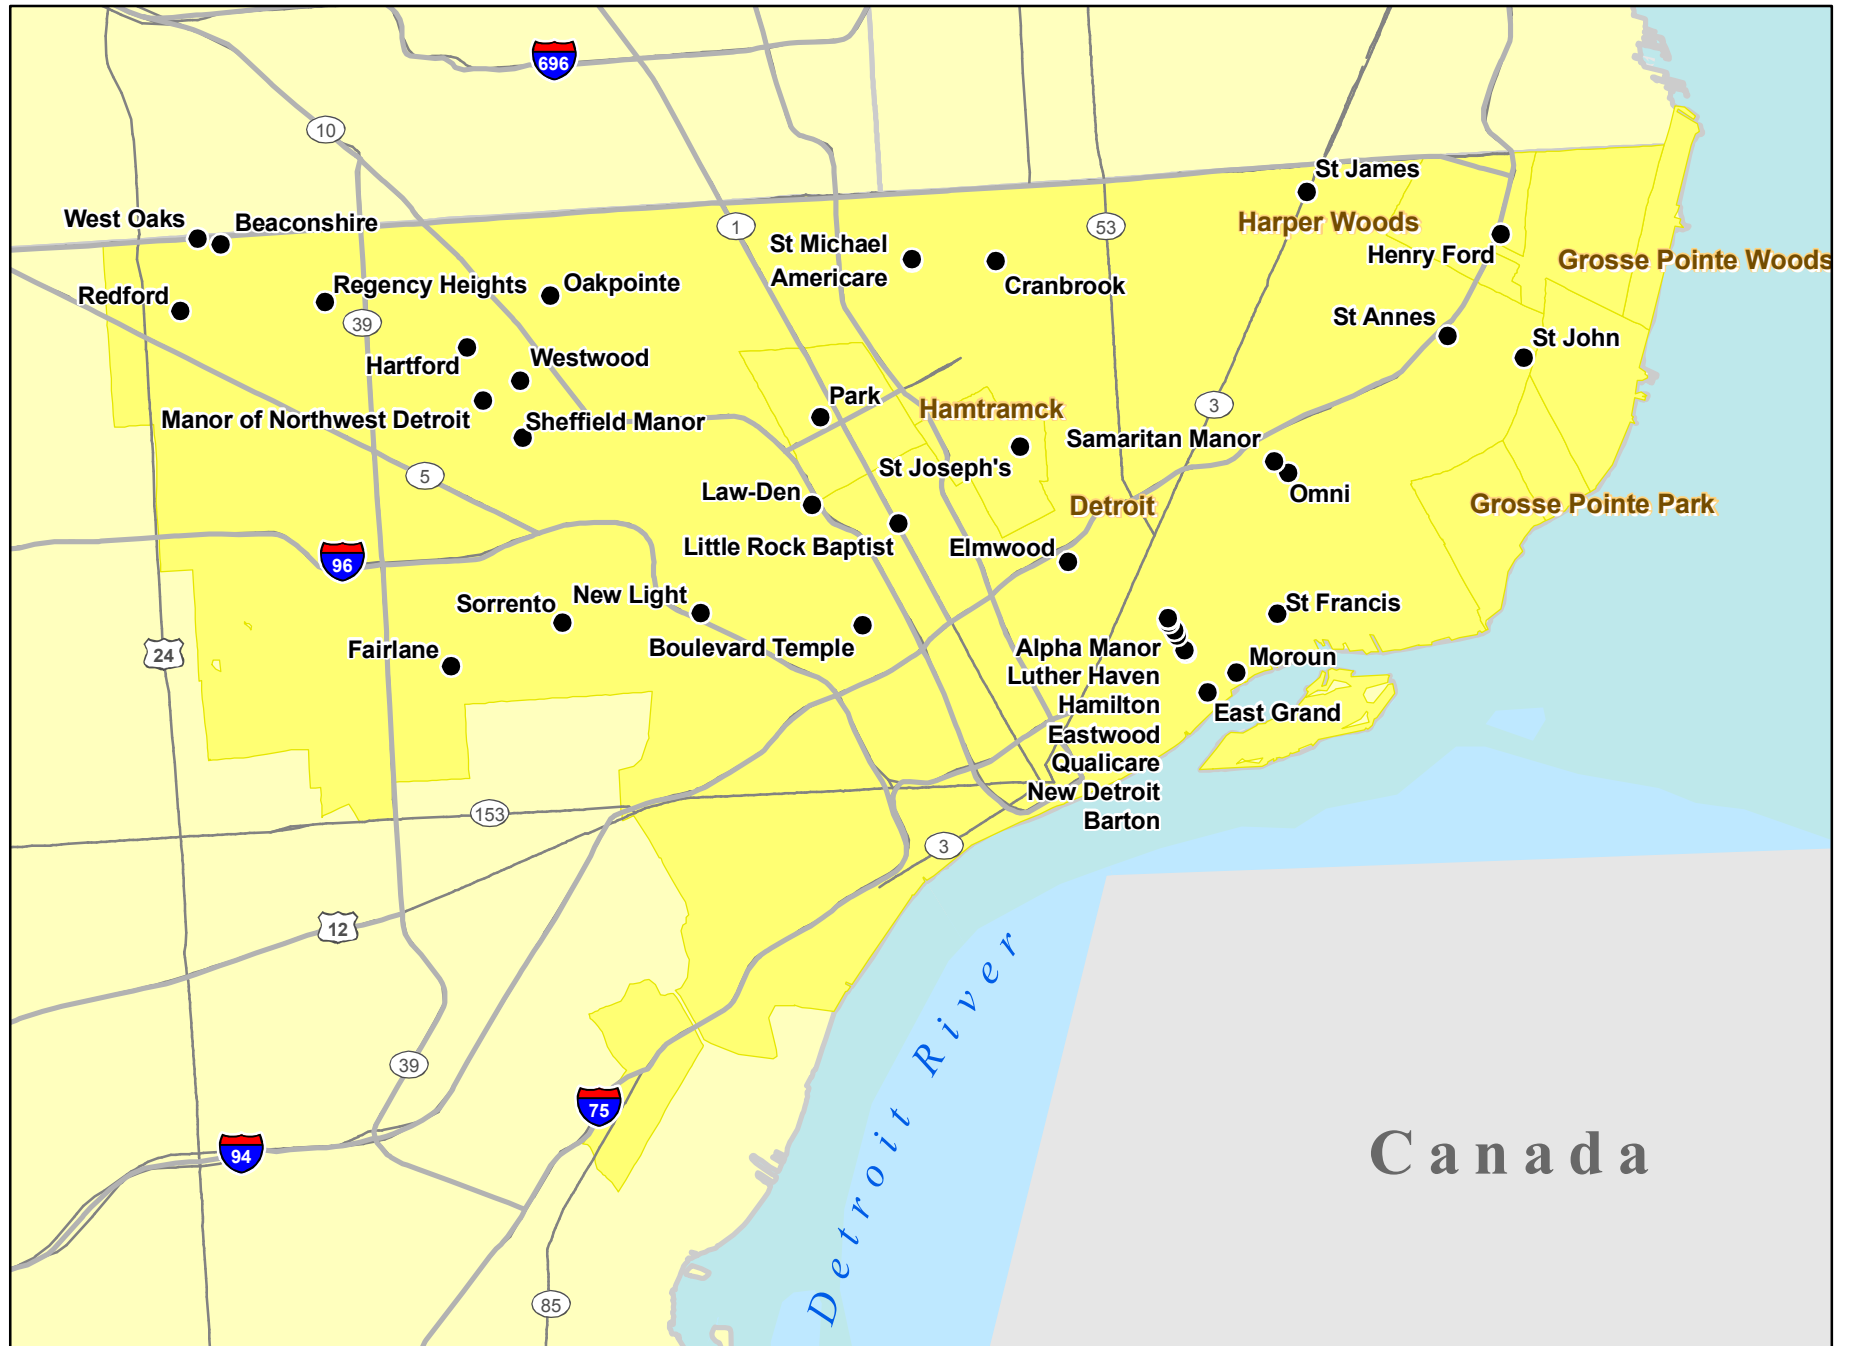 696
10
St James
West Oaks
Beaconshire
1
53
Harper Woods
St Michael
Americare
Henry Ford
Grosse Pointe Woods
Redford
Regency Heights
Oakpointe
Cranbrook
39
St Annes
St John
Hartford
Westwood
Park
Hamtramck
3
Manor of Northwest Detroit
Sheffield Manor
Samaritan Manor
5
St Joseph's
Law-Den
Omni
Detroit
Grosse Pointe Park
Little Rock Baptist
Elmwood
96
Sorrento
New Light
St Francis
24
Fairlane
Boulevard Temple
Alpha Manor
Luther Haven
Hamilton
Eastwood
Qualicare
New Detroit
Barton
Moroun
East Grand
153
3
12
Detroit River
39
75
94
Canada
85